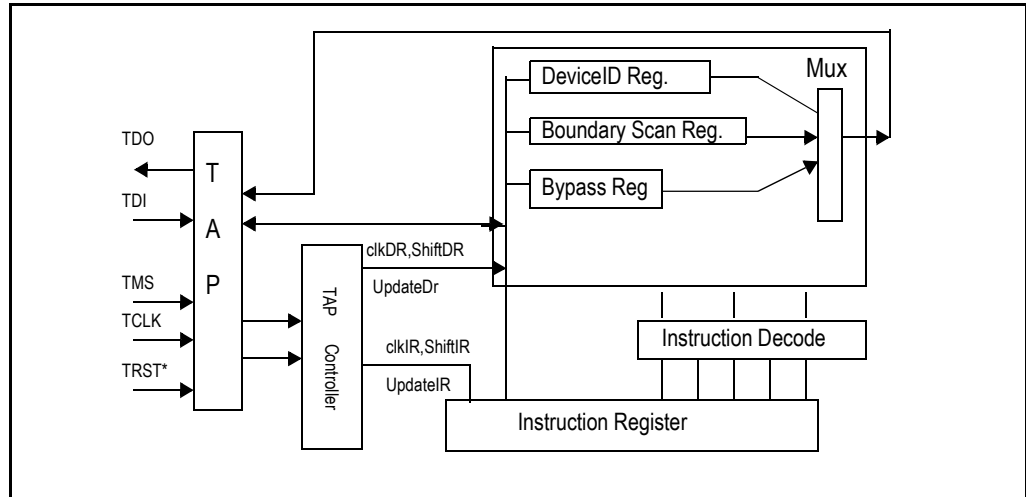 DeviceID Reg.
Mux
Boundary Scan Reg.
Bypass Reg
TDO
TDI
TMS
TCLK
TRST*
T
A
P
TAP
Controller
clkDR,ShiftDR
UpdateDr
clkIR,ShiftIR
UpdateIR
Instruction Decode
Instruction Register